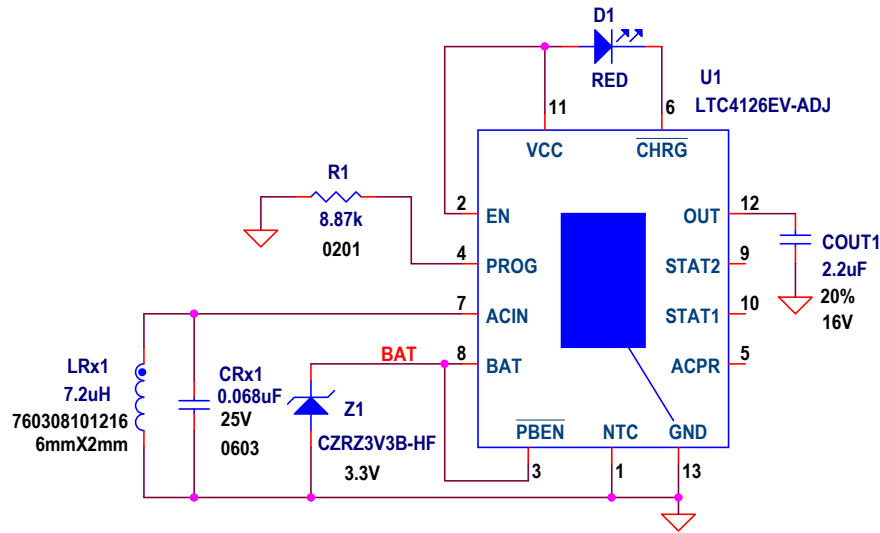 D1
RED
U1
LTC4126EV-ADJ
11
6
VCC
CHRG
R1
8.87k
0201
2
EN
OUT
12
4
PROG
STAT2
9
COUT1
2.2uF
20%
16V
7
ACIN
STAT1
10
BAT
8
BAT
ACPR
5
LRx1
7.2uH
760308101216
6mmX2mm
CRx1
0.068uF
25V
0603
Z1
CZRZ3V3B-HF
3.3V
PBEN
NTC
GND
3
1
13